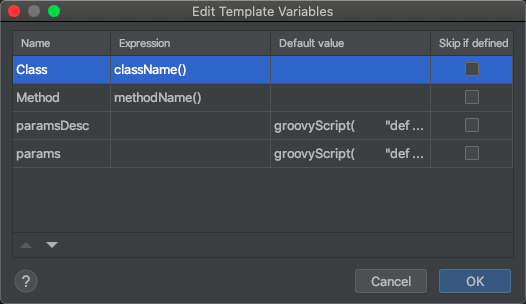 Edit Template Variables
Name Expression Default value Skip if defined
Class className()
Method methodName()
paramsDesc groovyScript( "def ...
params groovyScript( "def ...
? Cancel OK